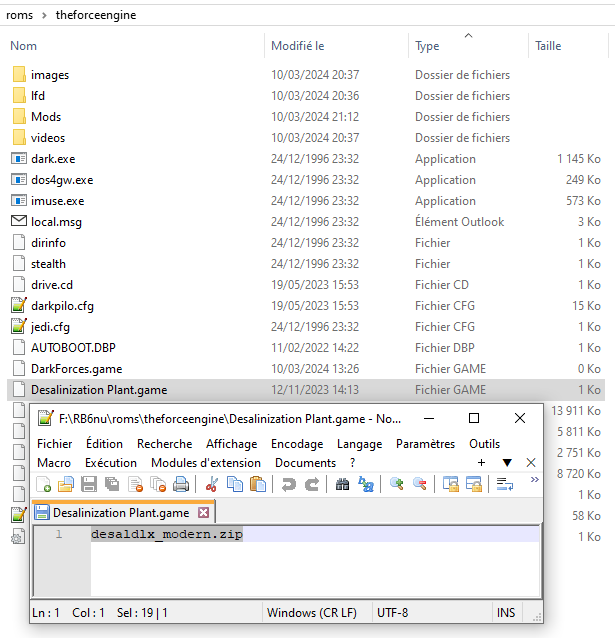 roms > theforceengine
Nom Modifié le Type Taille
images 10/03/2024 20:37 Dossier de fichiers
lfd 10/03/2024 20:36 Dossier de fichiers
Mods 10/03/2024 21:12 Dossier de fichiers
videos 10/03/2024 20:37 Dossier de fichiers
dark.exe 24/12/1996 23:32 Application 1 145 Ko
dos4gw.exe 24/12/1996 23:32 Application 249 Ko
imuse.exe 24/12/1996 23:32 Application 573 Ko
local.msg 24/12/1996 23:32 Élément Outlook 3 Ko
dirinfo 24/12/1996 23:32 Fichier 1 Ko
stealth 24/12/1996 23:32 Fichier 1 Ko
drive.cd 19/05/2023 15:53 Fichier CD 1 Ko
darkpilo.cfg 19/05/2023 15:53 Fichier CFG 15 Ko
jedi.cfg 24/12/1996 23:32 Fichier CFG 1 Ko
AUTOBOOT.DBP 11/02/2022 14:22 Fichier DBP 1 Ko
DarkForces.game 10/03/2024 13:26 Fichier GAME 0 Ko
Desalinization Plant.game 12/11/2023 14:13 Fichier GAME 1 Ko
13 911 Ko
5 811 Ko
2 751 Ko
8 720 Ko
1 Ko
58 Ko
1 Ko
F:\RB6nu\roms\theforceengine\Desalinization Plant.game - No...
Fichier Édition Recherche Affichage Encodage Langage Paramètres Outils
Macro Exécution Modules d'extension Documents ?
Desalinization Plant.game
1 desaldlx_modern.zip
Ln : 1 Col : 1 Sel : 19 | 1 Windows (CR LF) UTF-8 INS